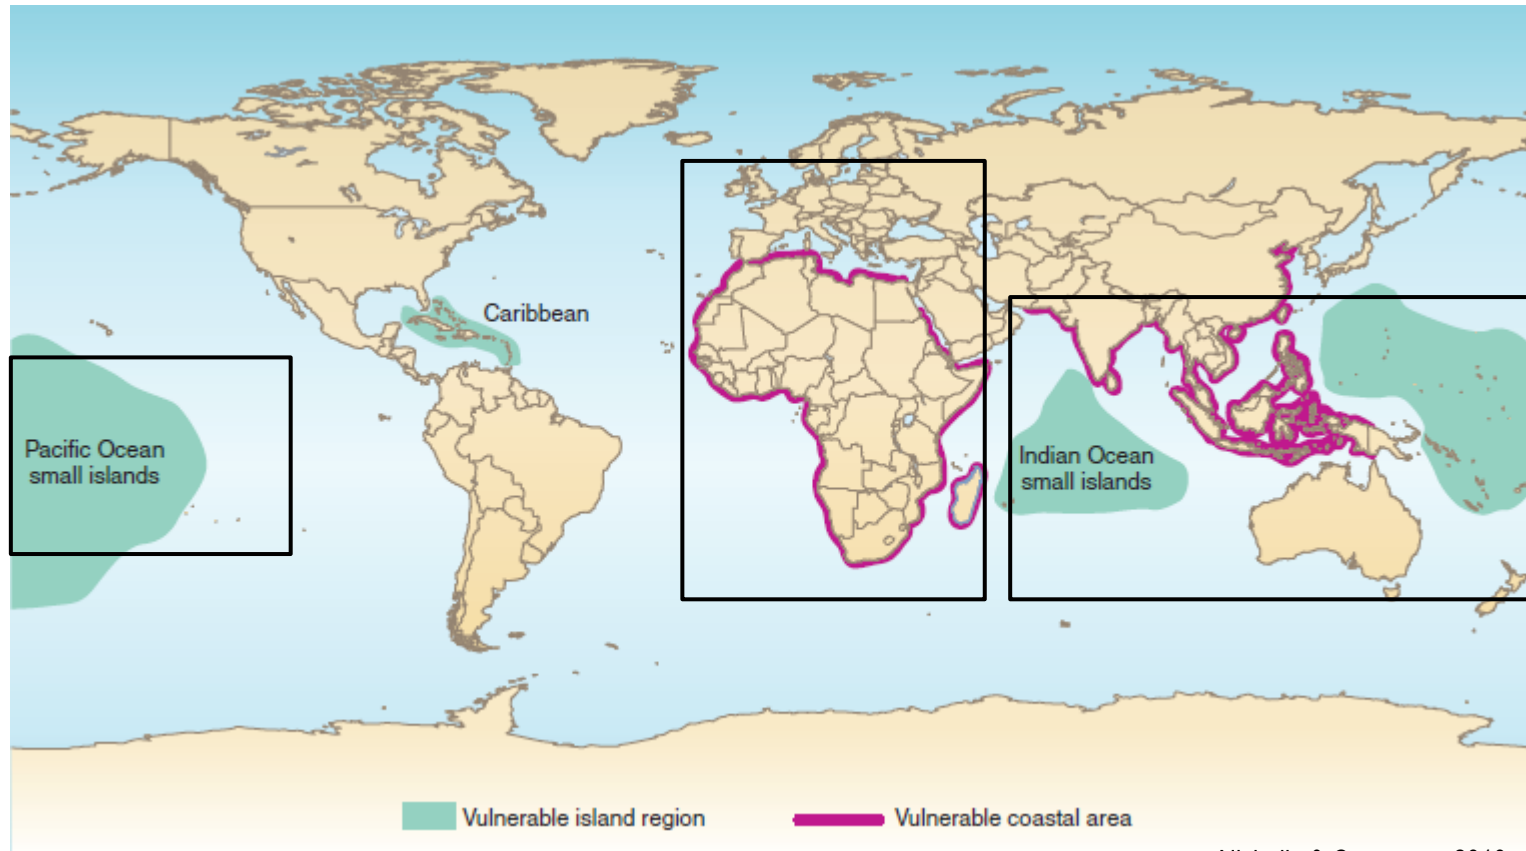 Caribbean
Pacific Ocean
small islands
Indian Ocean
small islands
Vulnerable island region
Vulnerable coastal area